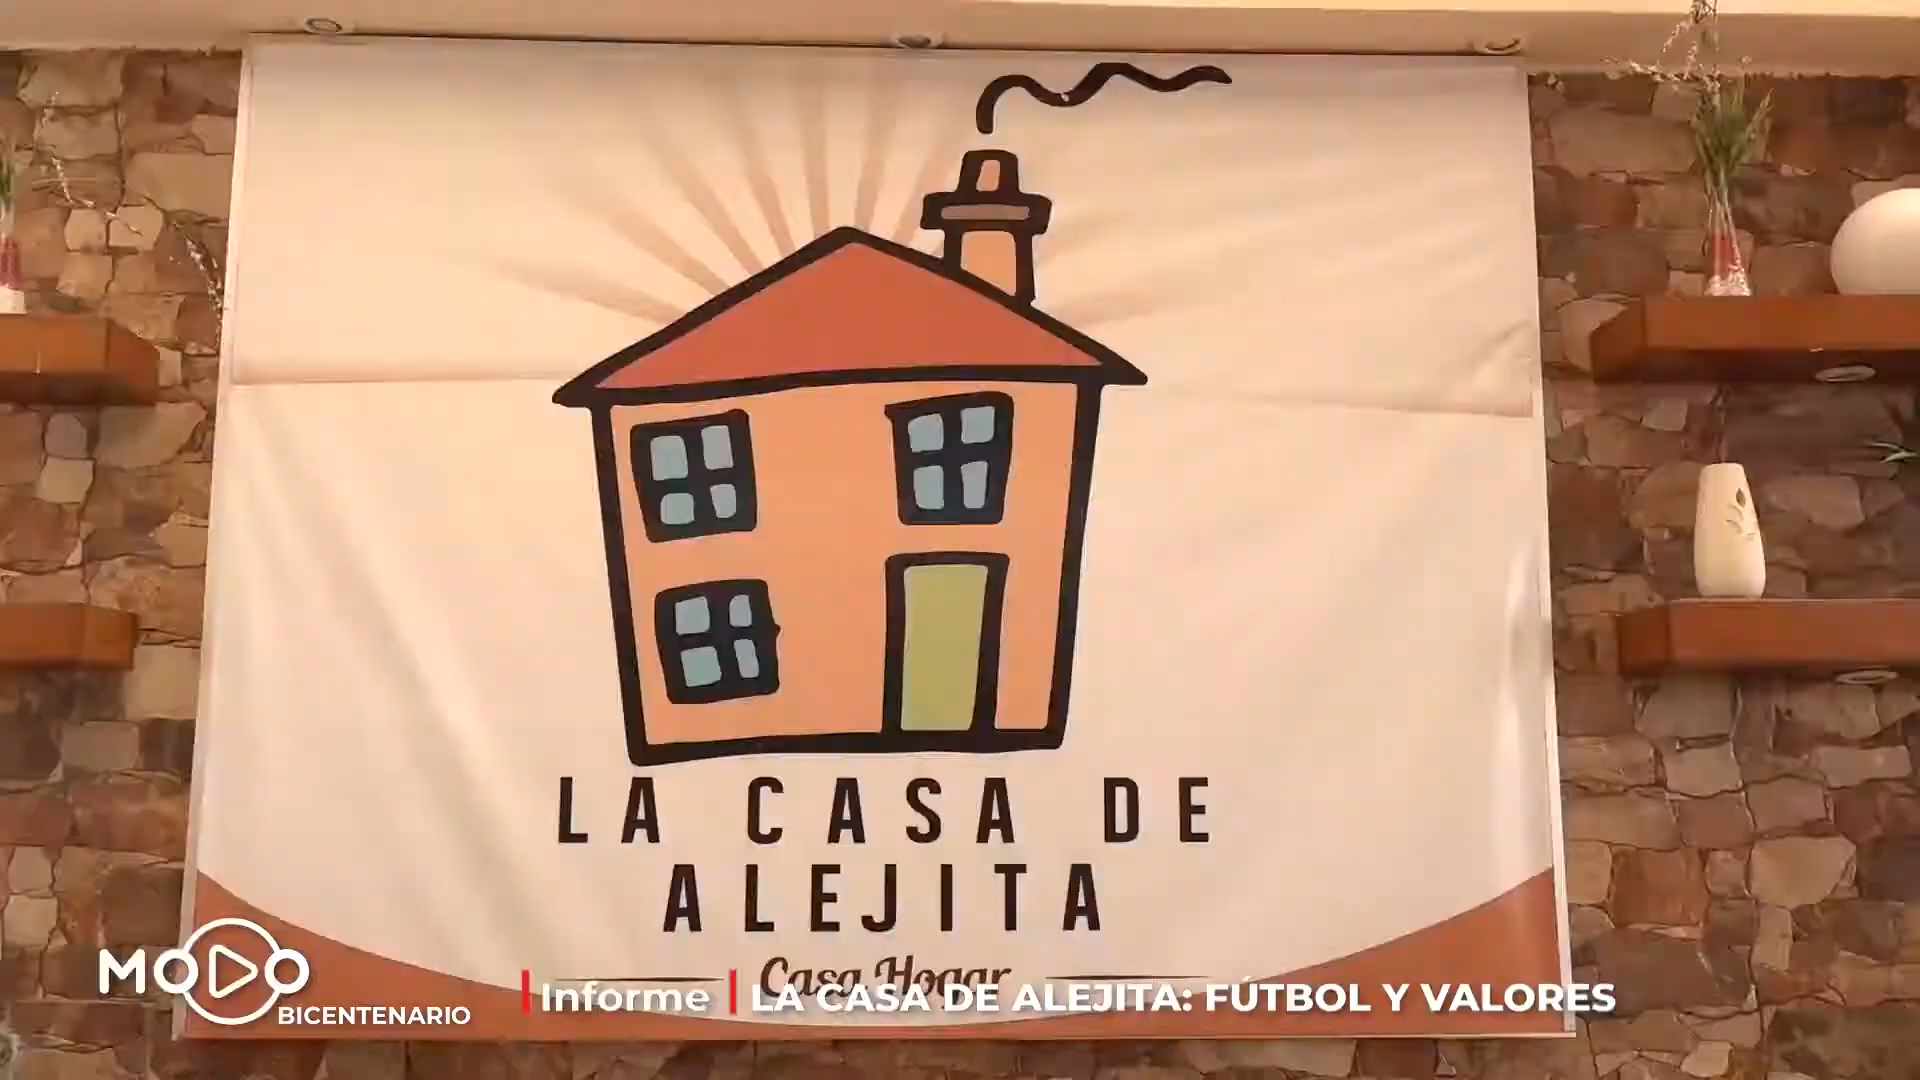 LA CASA DE
ALEJITA
Casa Hogar
MODO
BICENTENARIO
Informe
LA CASA DE ALEJITA: FÚTBOL Y VALORES